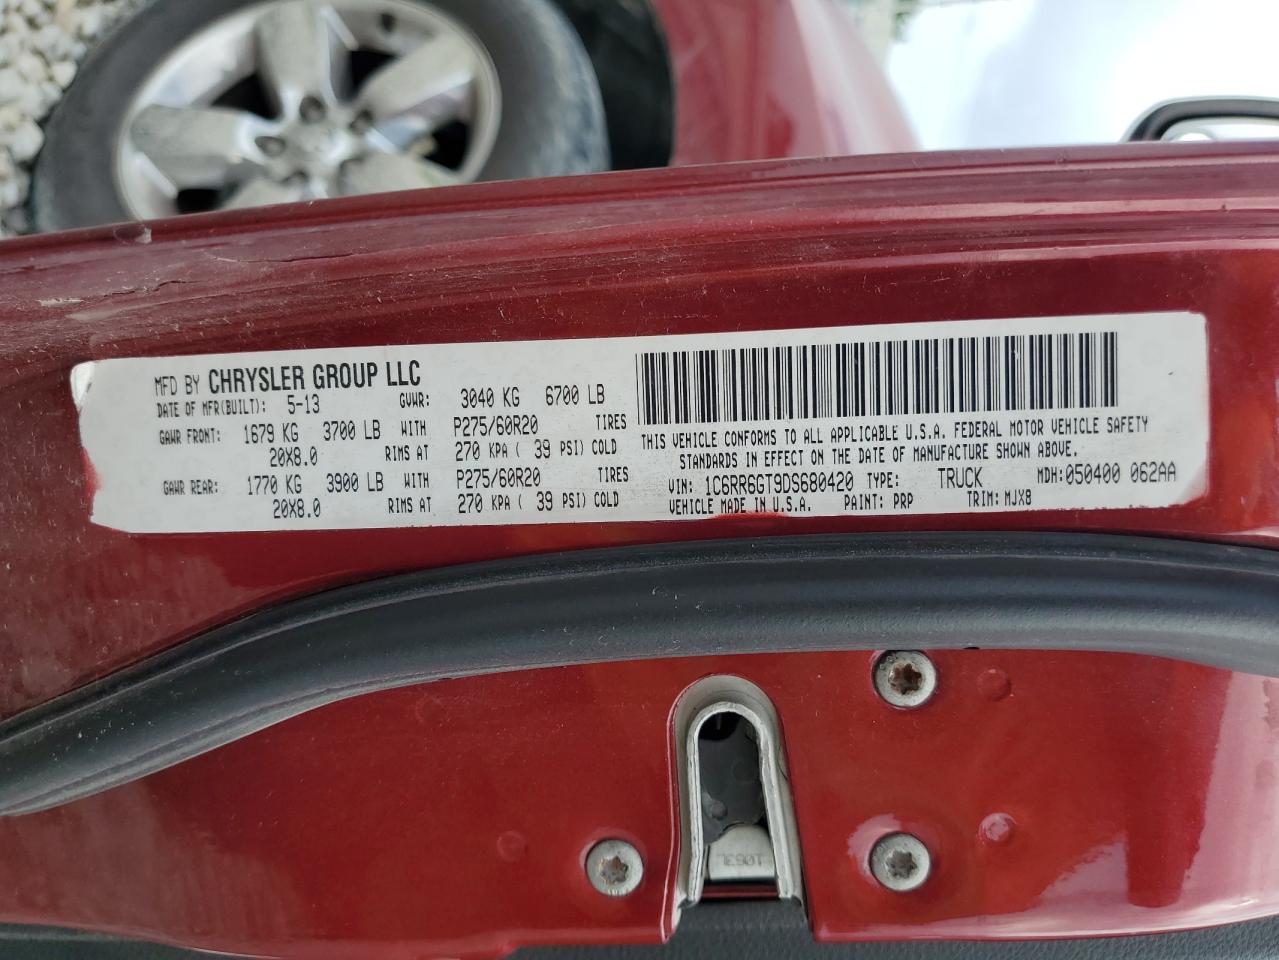 MFD BY CHRYSLER GROUP LLC
DATE OF MFR(BUILT): 5-13 GVWR: 3040 KG 6700 LB
GAWR FRONT: 1679 KG 3700 LB WITH P275/60R20 TIRES
20X8.0 RIMS AT 270 KPA ( 39 PSI) COLD
GAWR REAR: 1770 KG 3900 LB WITH P275/60R20 TIRES
20X8.0 RIMS AT 270 KPA ( 39 PSI) COLD
THIS VEHICLE CONFORMS TO ALL APPLICABLE U.S.A. FEDERAL MOTOR VEHICLE SAFETY
STANDARDS IN EFFECT ON THE DATE OF MANUFACTURE SHOWN ABOVE.
VIN: 1C6RR6GT9DS680420 TYPE: TRUCK MDH:050400 062AA
VEHICLE MADE IN U.S.A. PAINT: PRP TRIM: MJX8
1063L